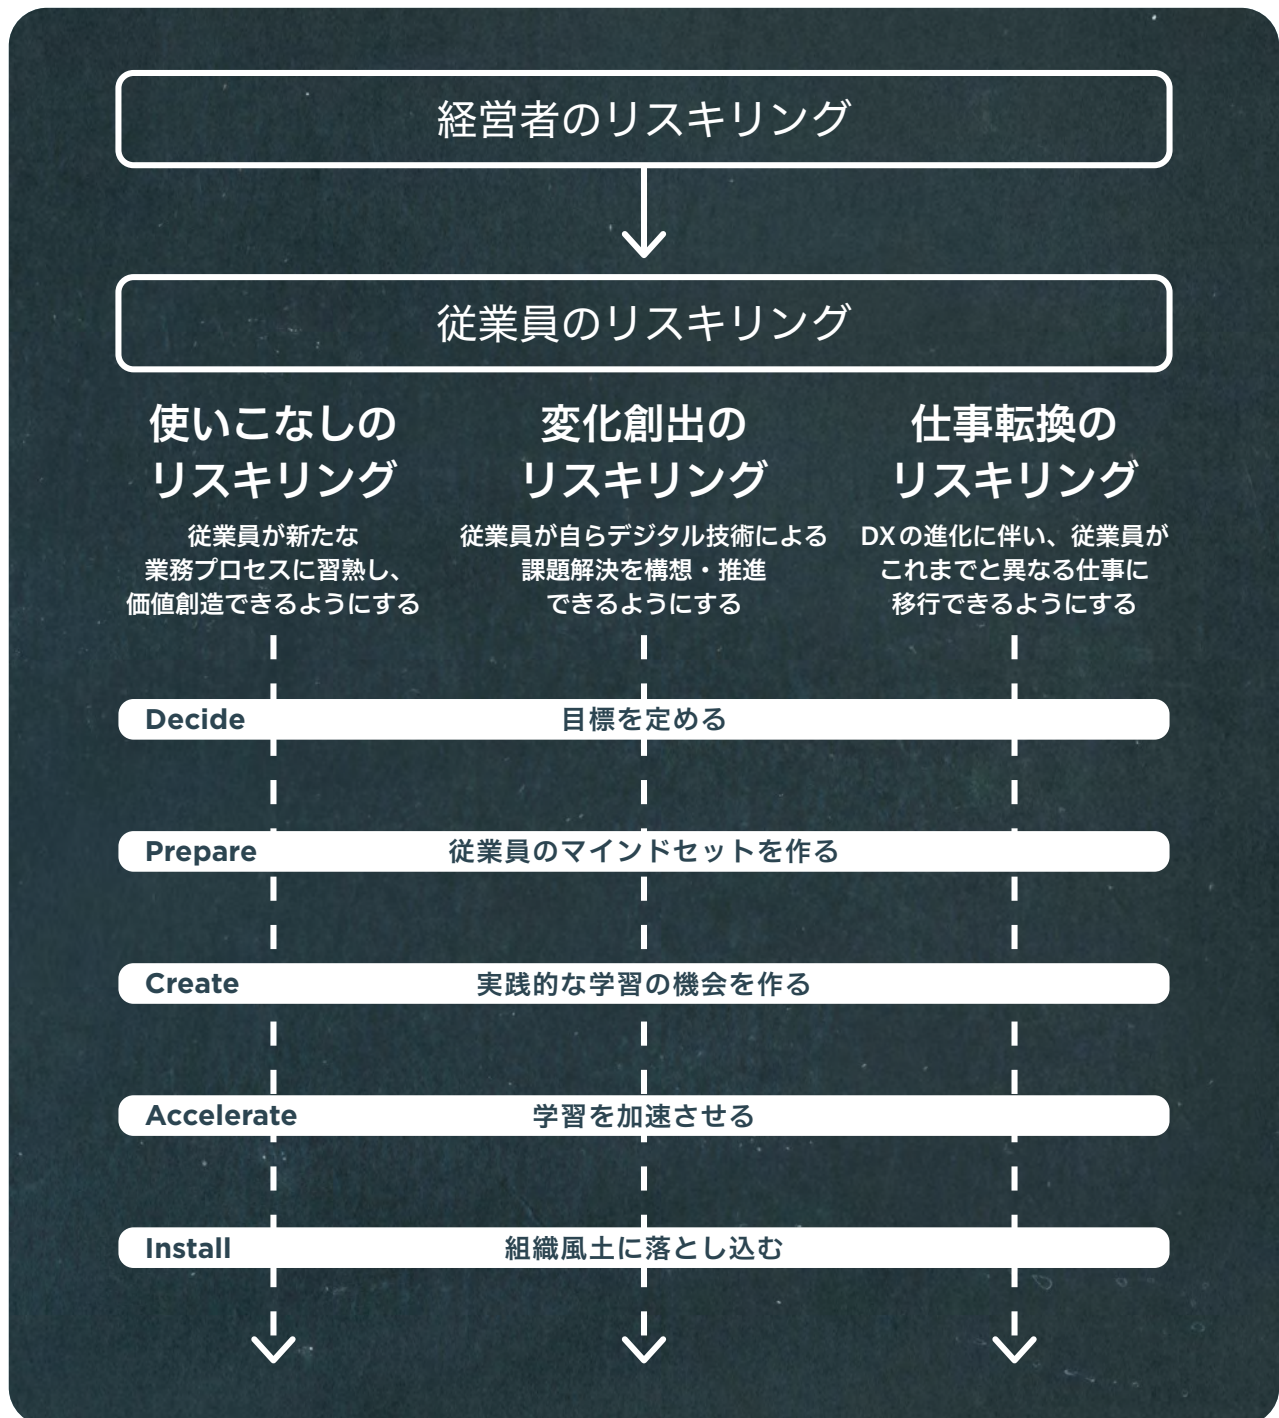 経営者のリスキリング
従業員のリスキリング
使いこなしの
リスキリング
従業員が新たな
業務プロセスに習熟し、
価値創造できるようにする
変化創出の
リスキリング
従業員が自らデジタル技術による
課題解決を構想・推進
できるようにする
仕事転換の
リスキリング
DXの進化に伴い、従業員が
これまでと異なる仕事に
移行できるようにする
Decide 目標を定める
Prepare 従業員のマインドセットを作る
Create 実践的な学習の機会を作る
Accelerate 学習を加速させる
Install 組織風土に落とし込む